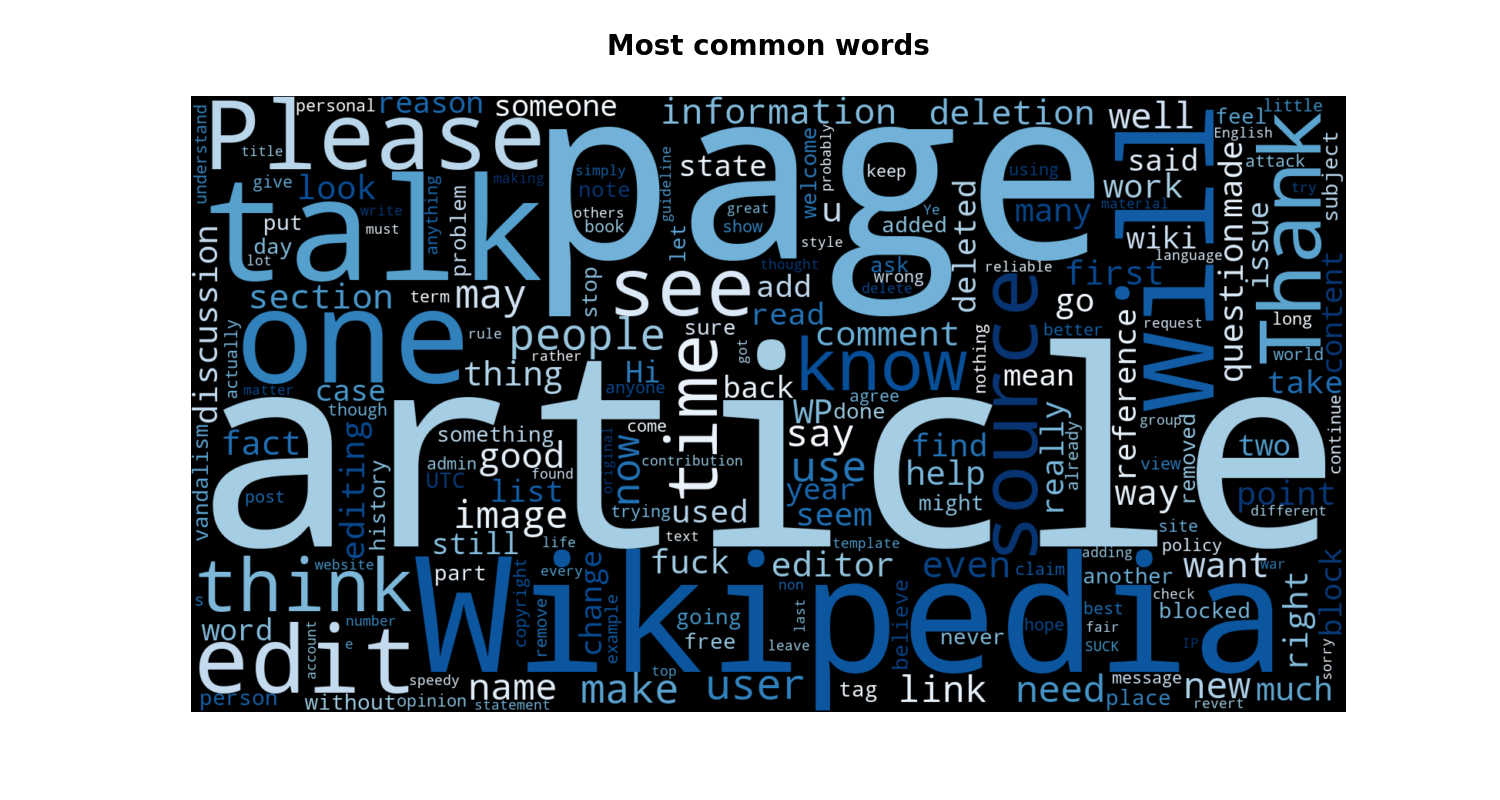 Most common words
personal
reason
someone
information
deletion
well
feel
little
understand
Please
page
will
Thank
English
title
talk
give
look
making
simply
note
guideline
state
welcome
probably
keep
using
said
attack
try
subject
work
material
made
put
write
must
anything
problem
others
book
let
great
show
u
style
Ye
added
deleted
many
wiki
language
question
issue
day
lot
discussion
section
term
may
stop
see
add
thought
ask
wrong
delete
reliable
first
go
content
actually
one
rule
people
sure
read
comment
source
better
request
long
world
matter
case
though
thing
rather
Hi
anyone
time
got
back
know
nothing
mean
reference
take
continue
article
agree
WP
done
say
fact
editing
something
good
come
now
original
contribution
find
really
already
group
view
removed
two
vandalism
post
history
admin
UTC
list
found
use
year
help
way
point
different
image
trying
used
seem
might
site
still
life
text
template
policy
adding
think
website
part
every
copyright
remove
change
example
fuck
editor
even
claim
another
want
war
check
block
s
Wikipedia
non
last
believe
best
blocked
right
word
edit
account
number
e
going
free
leave
never
hope
fair
SUCK
IP
sorry
person
without
speedy
opinion
name
statement
make
top
user
tag
link
need
message
place
new
revert
much